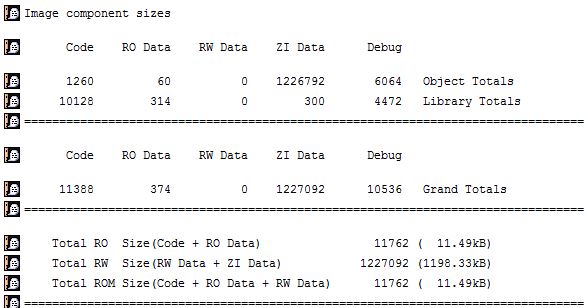 Image component sizes
Code RO Data RW Data ZI Data Debug
1260 60 0 1226792 6064 Object Totals
10128 314 0 300 4472 Library Totals
================================================================================
Code RO Data RW Data ZI Data Debug
11388 374 0 1227092 10536 Grand Totals
================================================================================
Total RO Size(Code + RO Data) 11762 ( 11.49kB)
Total RW Size(RW Data + ZI Data) 1227092 (1198.33kB)
Total ROM Size(Code + RO Data + RW Data) 11762 ( 11.49kB)
================================================================================